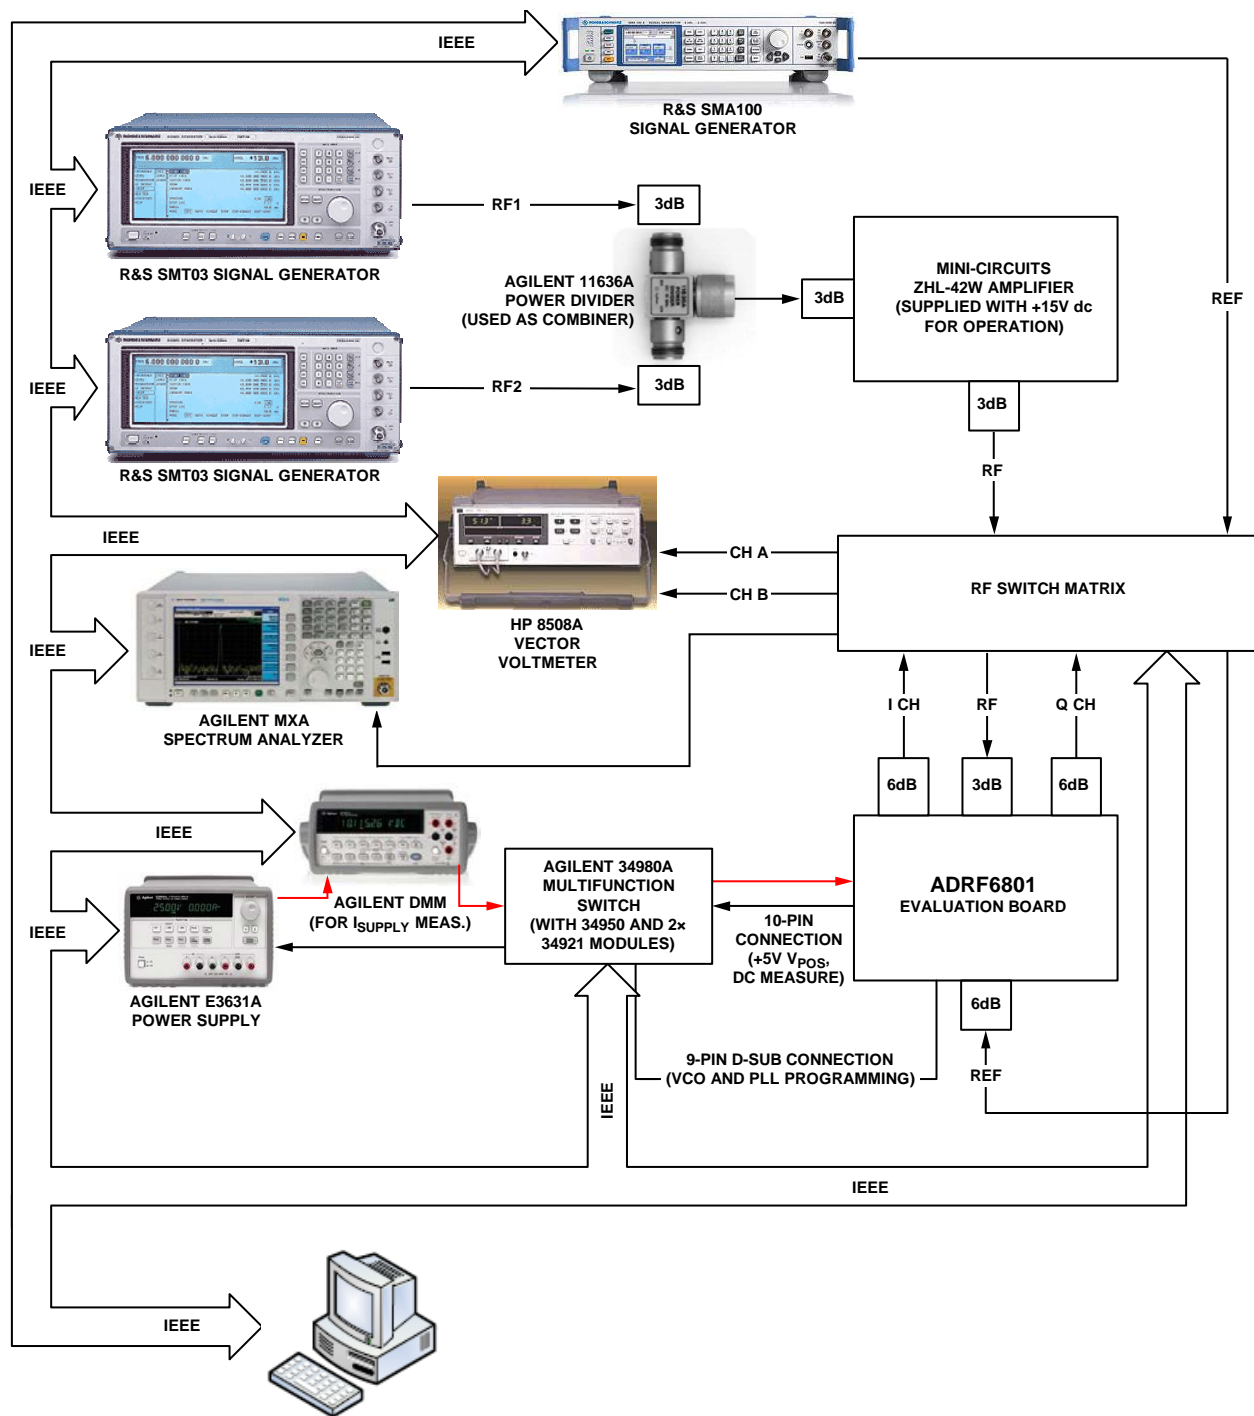 IEEE
R&S SMA100
SIGNAL GENERATOR
IEEE
RF1
3dB
R&S SMT03 SIGNAL GENERATOR
AGILENT 11636A
POWER DIVIDER
(USED AS COMBINER)
3dB
MINI-CIRCUITS
ZHL-42W AMPLIFIER
(SUPPLIED WITH +15V dc
FOR OPERATION)
REF
IEEE
RF2
3dB
3dB
R&S SMT03 SIGNAL GENERATOR
RF
IEEE
CH A
CH B
RF SWITCH MATRIX
HP 8508A
VECTOR
VOLTMETER
IEEE
AGILENT MXA
SPECTRUM ANALYZER
I CH
RF
Q CH
6dB
3dB
6dB
IEEE
AGILENT DMM
(FOR ISUPPLY MEAS.)
AGILENT 34980A
MULTIFUNCTION
SWITCH
(WITH 34950 AND 2×
34921 MODULES)
ADRF6801
EVALUATION BOARD
10-PIN
CONNECTION
(+5V VPOS,
DC MEASURE)
IEEE
AGILENT E3631A
POWER SUPPLY
6dB
9-PIN D-SUB CONNECTION
(VCO AND PLL PROGRAMMING)
REF
IEEE
IEEE
IEEE